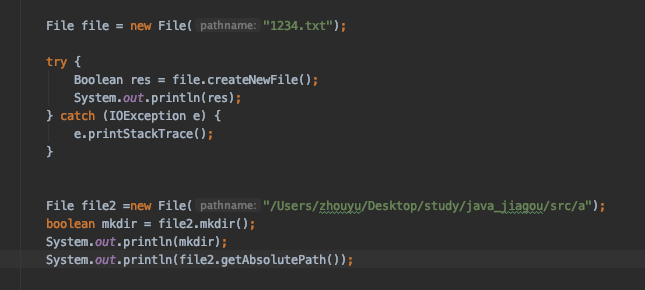 File file = new File( pathname: "1234.txt");
try {
Boolean res = file.createNewFile();
System.out.println(res);
} catch (IOException e) {
e.printStackTrace();
}
File file2 =new File( pathname: "/Users/zhouyu/Desktop/study/java_jiagou/src/a");
boolean mkdir = file2.mkdir();
System.out.println(mkdir);
System.out.println(file2.getAbsolutePath());